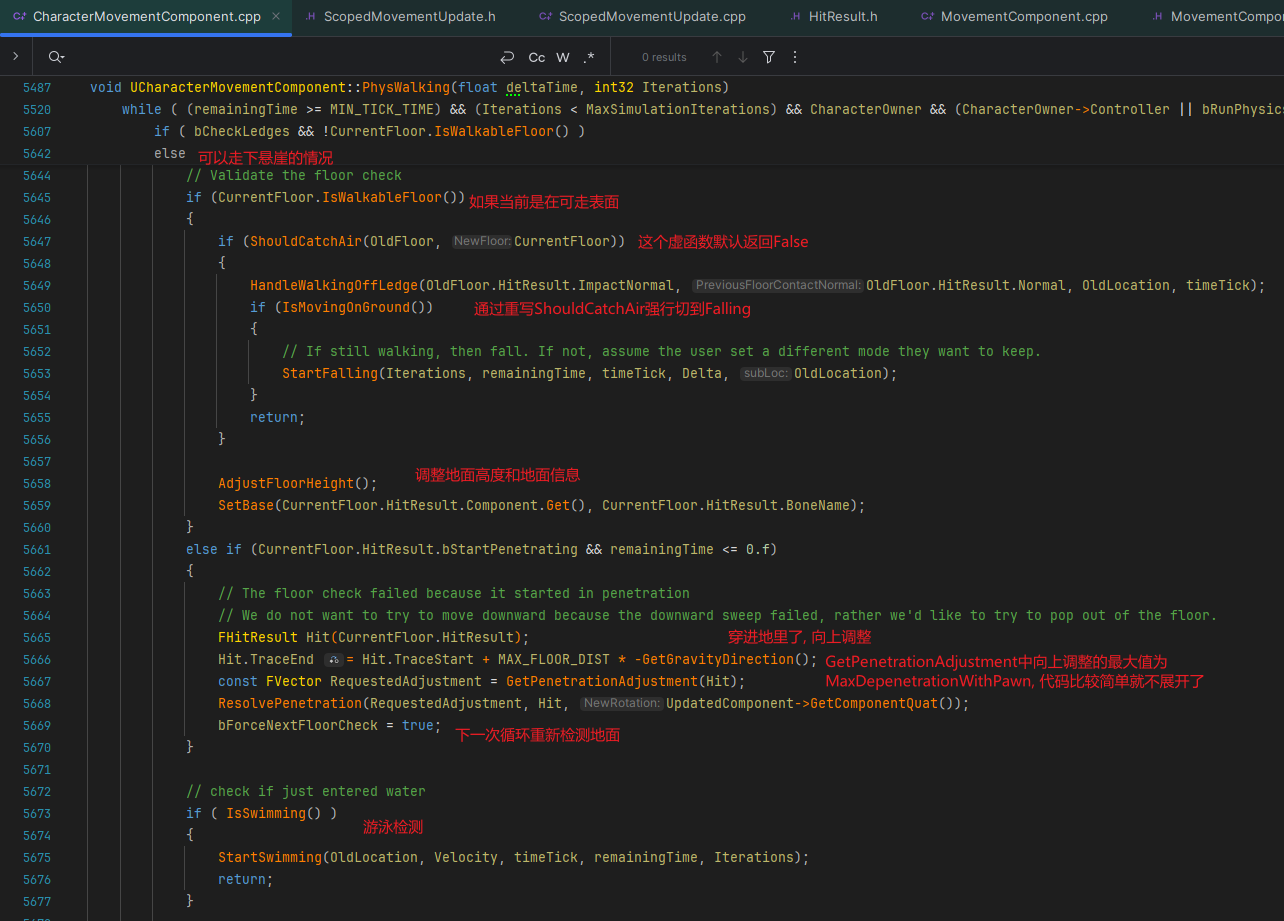 CharacterMovementComponent.cpp × ScopedMovementUpdate.h ScopedMovementUpdate.cpp HitResult.h MovementComponent.cpp MovementCompo
Cc W .* 0 results
5487 void UCharacterMovementComponent::PhysWalking(float deltaTime, int32 Iterations)
5520 while ( (remainingTime >= MIN_TICK_TIME) && (Iterations < MaxSimulationIterations) && CharacterOwner && (CharacterOwner->Controller || bRunPhysics
5607 if ( bCheckLedges && !CurrentFloor.IsWalkableFloor() )
5642 else 可以走下悬崖的情况
5644 // Validate the floor check
5645 if (CurrentFloor.IsWalkableFloor()) 如果当前是在可走表面
5646 {
5647 if (ShouldCatchAir(OldFloor, NewFloor: CurrentFloor)) 这个虚函数默认返回False
5648 {
5649 HandleWalkingOffLedge(OldFloor.HitResult.ImpactNormal, PreviousFloorContactNormal: OldFloor.HitResult.Normal, OldLocation, timeTick);
5650 if (IsMovingOnGround()) 通过重写ShouldCatchAir强行切到Falling
5651 {
5652 // If still walking, then fall. If not, assume the user set a different mode they want to keep.
5653 StartFalling(Iterations, remainingTime, timeTick, Delta, subLoc: OldLocation);
5654 }
5655 return;
5656 }
5657
5658 AdjustFloorHeight(); 调整地面高度和地面信息
5659 SetBase(CurrentFloor.HitResult.Component.Get(), CurrentFloor.HitResult.BoneName);
5660 }
5661 else if (CurrentFloor.HitResult.bStartPenetrating && remainingTime <= 0.f)
5662 {
5663 // The floor check failed because it started in penetration
5664 // We do not want to try to move downward because the downward sweep failed, rather we'd like to try to pop out of the floor.
5665 FHitResult Hit(CurrentFloor.HitResult); 穿进地里了, 向上调整
5666 Hit.TraceEnd = Hit.TraceStart + MAX_FLOOR_DIST * -GetGravityDirection(); GetPenetrationAdjustment中向上调整的最大值为
5667 const FVector RequestedAdjustment = GetPenetrationAdjustment(Hit); MaxDepenetrationWithPawn, 代码比较简单就不展开了
5668 ResolvePenetration(RequestedAdjustment, Hit, NewRotation: UpdatedComponent->GetComponentQuat());
5669 bForceNextFloorCheck = true; 下一次循环重新检测地面
5670 }
5671
5672 // check if just entered water
5673 if ( IsSwimming() )
5674 { 游泳检测
5675 StartSwimming(OldLocation, Velocity, timeTick, remainingTime, Iterations);
5676 return;
5677 }